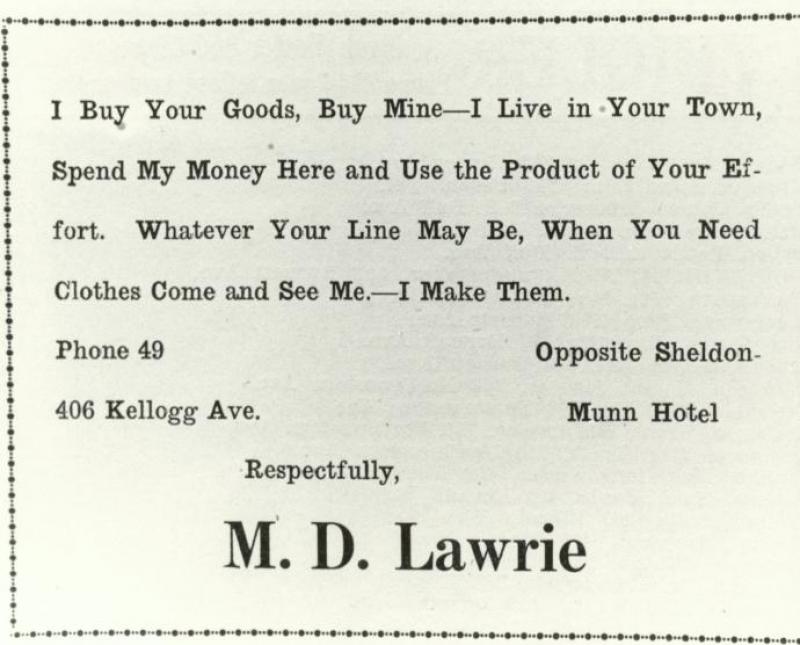 I Buy Your Goods, Buy Mine—I Live in Your Town,
Spend My Money Here and Use the Product of Your Ef-
fort. Whatever Your Line May Be, When You Need
Clothes Come and See Me.—I Make Them.
Phone 49 Opposite Sheldon-
406 Kellogg Ave. Munn Hotel
Respectfully,
M. D. Lawrie